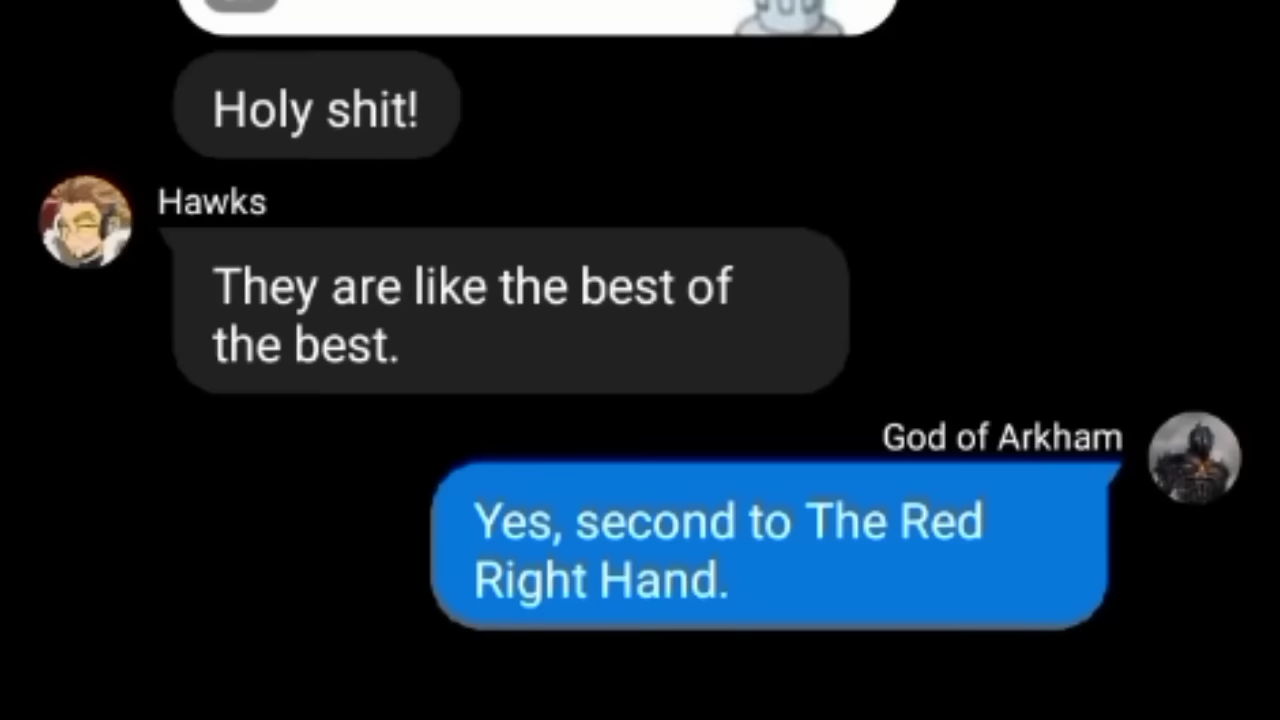 Holy shit!
Hawks
They are like the best of
the best.
God of Arkham
Yes, second to The Red
Right Hand.